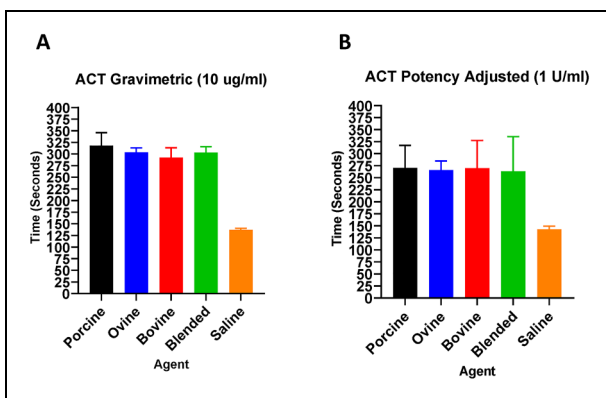 A
ACT Gravimetric (10 ug/ml)
Time (Seconds)
400
375
350
325
300
275
250
225
200
175
150
125
100
75
50
25
0
Porcine
Ovine
Bovine
Blended
Saline
Agent
B
ACT Potency Adjusted (1 U/ml)
Time (Seconds)
400
375
350
325
300
275
250
225
200
175
150
125
100
75
50
25
0
Porcine
Ovine
Bovine
Blended
Saline
Agent